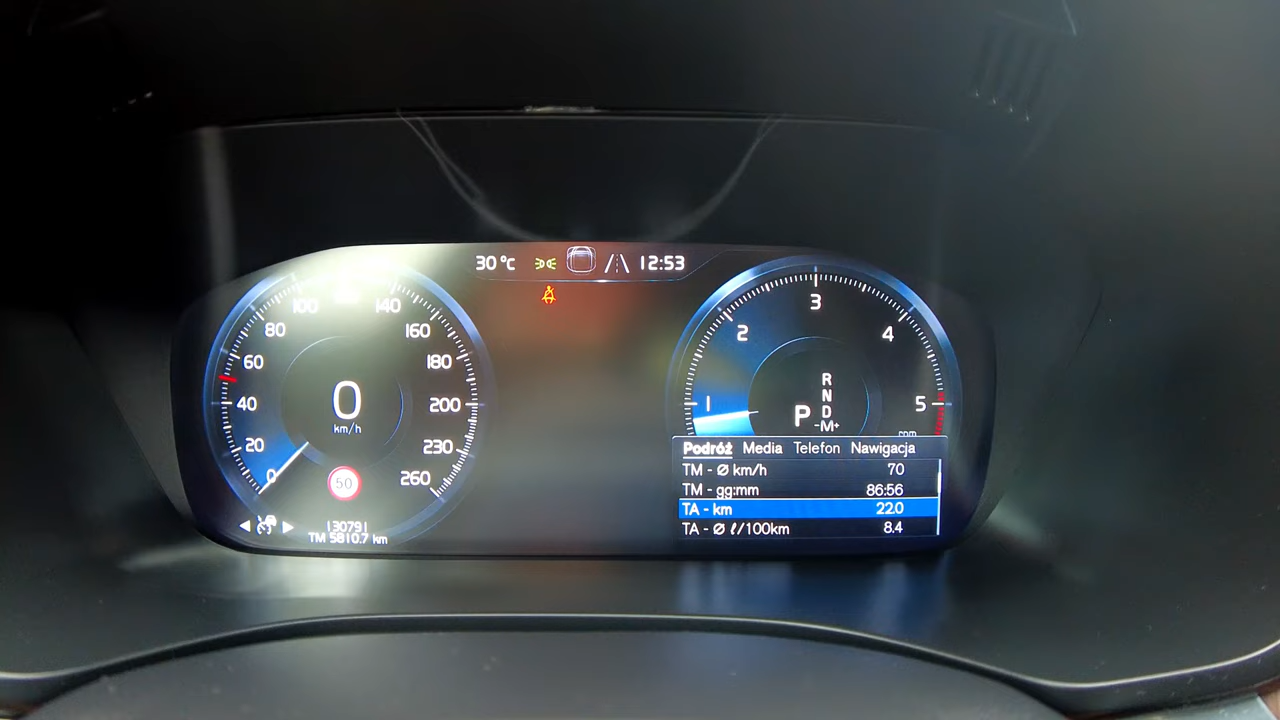 30 °C 12:53
100 140
80 160
60 180
40 200
20 230
0 260
0
km/h
50
130791
TM 5810.7 km
3
2 4
1 5
R
N
P D
-M+
rpm
Podróż Media Telefon Nawigacja
TM - Ø km/h 70
TM - gg:mm 86:56
TA - km 22.0
TA - Ø ℓ/100km 8.4